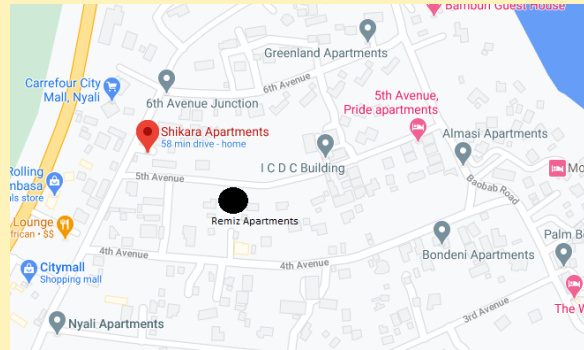 Bamburi Guest House
Greenland Apartments
Carrefour City
Mall, Nyali
6th Avenue
6th Avenue Junction
5th Avenue,
Pride apartments
Shikara Apartments
58 min drive - home
Almasi Apartments
I C D C Building
Mo
Rolling
mbasa
als store
5th Avenue
Baobab Road
Remiz Apartments
Lounge
frican • $$
4th Avenue
4th Avenue
Bondeni Apartments
Palm Be
Citymall
Shopping mall
The W
3rd Avenue
Nyali Apartments